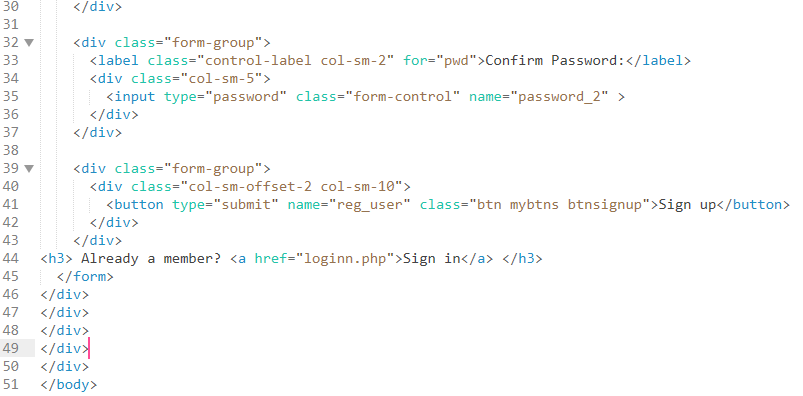 30     </div>
31
32     <div class="form-group">
33       <label class="control-label col-sm-2" for="pwd">Confirm Password:</label>
34       <div class="col-sm-5">
35         <input type="password" class="form-control" name="password_2" >
36       </div>
37     </div>
38
39     <div class="form-group">
40       <div class="col-sm-offset-2 col-sm-10">
41         <button type="submit" name="reg_user" class="btn mybtns btnsignup">Sign up</button>
42       </div>
43     </div>
44 <h3> Already a member? <a href="loginn.php">Sign in</a> </h3>
45   </form>
46 </div>
47 </div>
48 </div>
49 </div>
50 </div>
51 </body>